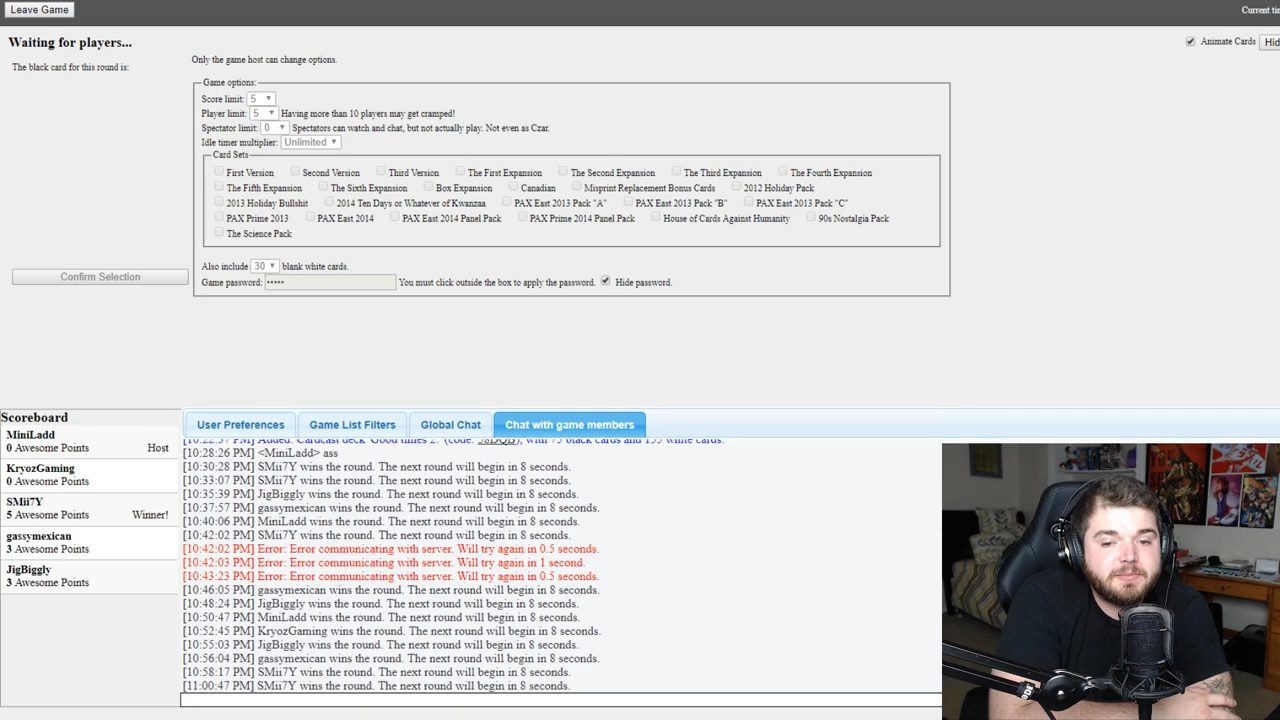 Leave Game
Current tim
Waiting for players...
Animate Cards
Hid
The black card for this round is:
Only the game host can change options.
Game options:
Score limit: 5
Player limit: 5 Having more than 10 players may get cramped!
Spectator limit: 0 Spectators can watch and chat, but not actually play. Not even as Czar.
Idle timer multiplier: Unlimited
Card Sets
First Version Second Version Third Version The First Expansion The Second Expansion The Third Expansion The Fourth Expansion
The Fifth Expansion The Sixth Expansion Box Expansion Canadian Misprint Replacement Bonus Cards 2012 Holiday Pack
2013 Holiday Bullshit 2014 Ten Days or Whatever of Kwanzaa PAX East 2013 Pack "A" PAX East 2013 Pack "B" PAX East 2013 Pack "C"
PAX Prime 2013 PAX East 2014 PAX East 2014 Panel Pack PAX Prime 2014 Panel Pack House of Cards Against Humanity 90s Nostalgia Pack
The Science Pack
Also include 30 blank white cards.
Confirm Selection
Game password: ••••• You must click outside the box to apply the password. Hide password.
Scoreboard
MiniLadd
0 Awesome Points Host
KryozGaming
0 Awesome Points
SMii7Y
5 Awesome Points Winner!
gassymexican
3 Awesome Points
JigBiggly
3 Awesome Points
User Preferences Game List Filters Global Chat Chat with game members
[10:22:57 PM] Added: Cardcast deck 'Good times 2.' (code: 58DQB), with 75 black cards and 155 white cards.
[10:28:26 PM] <MiniLadd> ass
[10:30:28 PM] SMii7Y wins the round. The next round will begin in 8 seconds.
[10:33:07 PM] SMii7Y wins the round. The next round will begin in 8 seconds.
[10:35:39 PM] JigBiggly wins the round. The next round will begin in 8 seconds.
[10:37:57 PM] gassymexican wins the round. The next round will begin in 8 seconds.
[10:40:06 PM] MiniLadd wins the round. The next round will begin in 8 seconds.
[10:42:02 PM] SMii7Y wins the round. The next round will begin in 8 seconds.
[10:42:02 PM] Error: Error communicating with server. Will try again in 0.5 seconds.
[10:42:03 PM] Error: Error communicating with server. Will try again in 1 second.
[10:43:23 PM] Error: Error communicating with server. Will try again in 0.5 seconds.
[10:46:05 PM] gassymexican wins the round. The next round will begin in 8 seconds.
[10:48:24 PM] JigBiggly wins the round. The next round will begin in 8 seconds.
[10:50:47 PM] MiniLadd wins the round. The next round will begin in 8 seconds.
[10:52:45 PM] KryozGaming wins the round. The next round will begin in 8 seconds.
[10:55:03 PM] JigBiggly wins the round. The next round will begin in 8 seconds.
[10:56:04 PM] gassymexican wins the round. The next round will begin in 8 seconds.
[10:58:17 PM] SMii7Y wins the round. The next round will begin in 8 seconds.
[11:00:47 PM] SMii7Y wins the round. The next round will begin in 8 seconds.